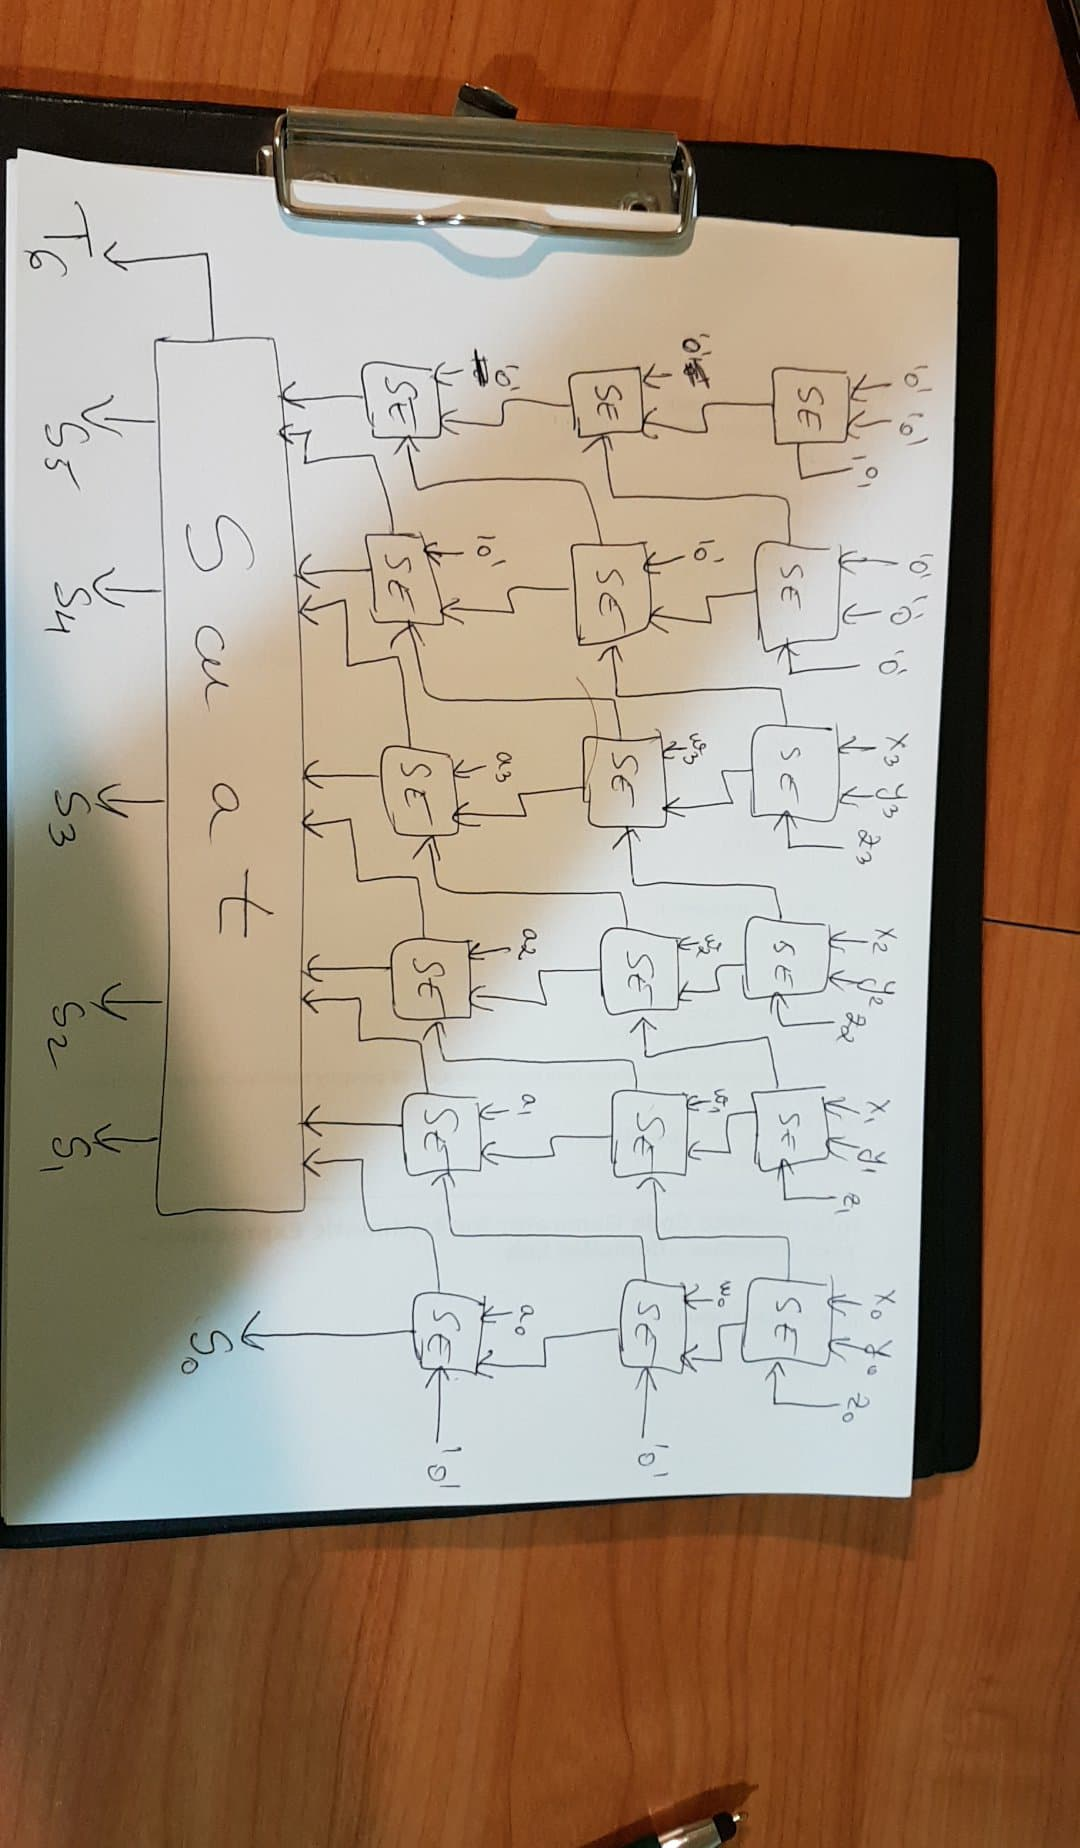 '0' '0' '0' '0' '0' '0' x3 y3 z3 x2 y2 z2 x1 y1 z1 x0 y0 z0
SE SE SE SE SE SE
'0' '0' w3 w2 w1 w0
SE SE SE SE SE SE '0'
'0' '0' a3 a2 a1 a0
SE SE SE SE SE SE '0'
S u a t
T6 S5 S4 S3 S2 S1 S0